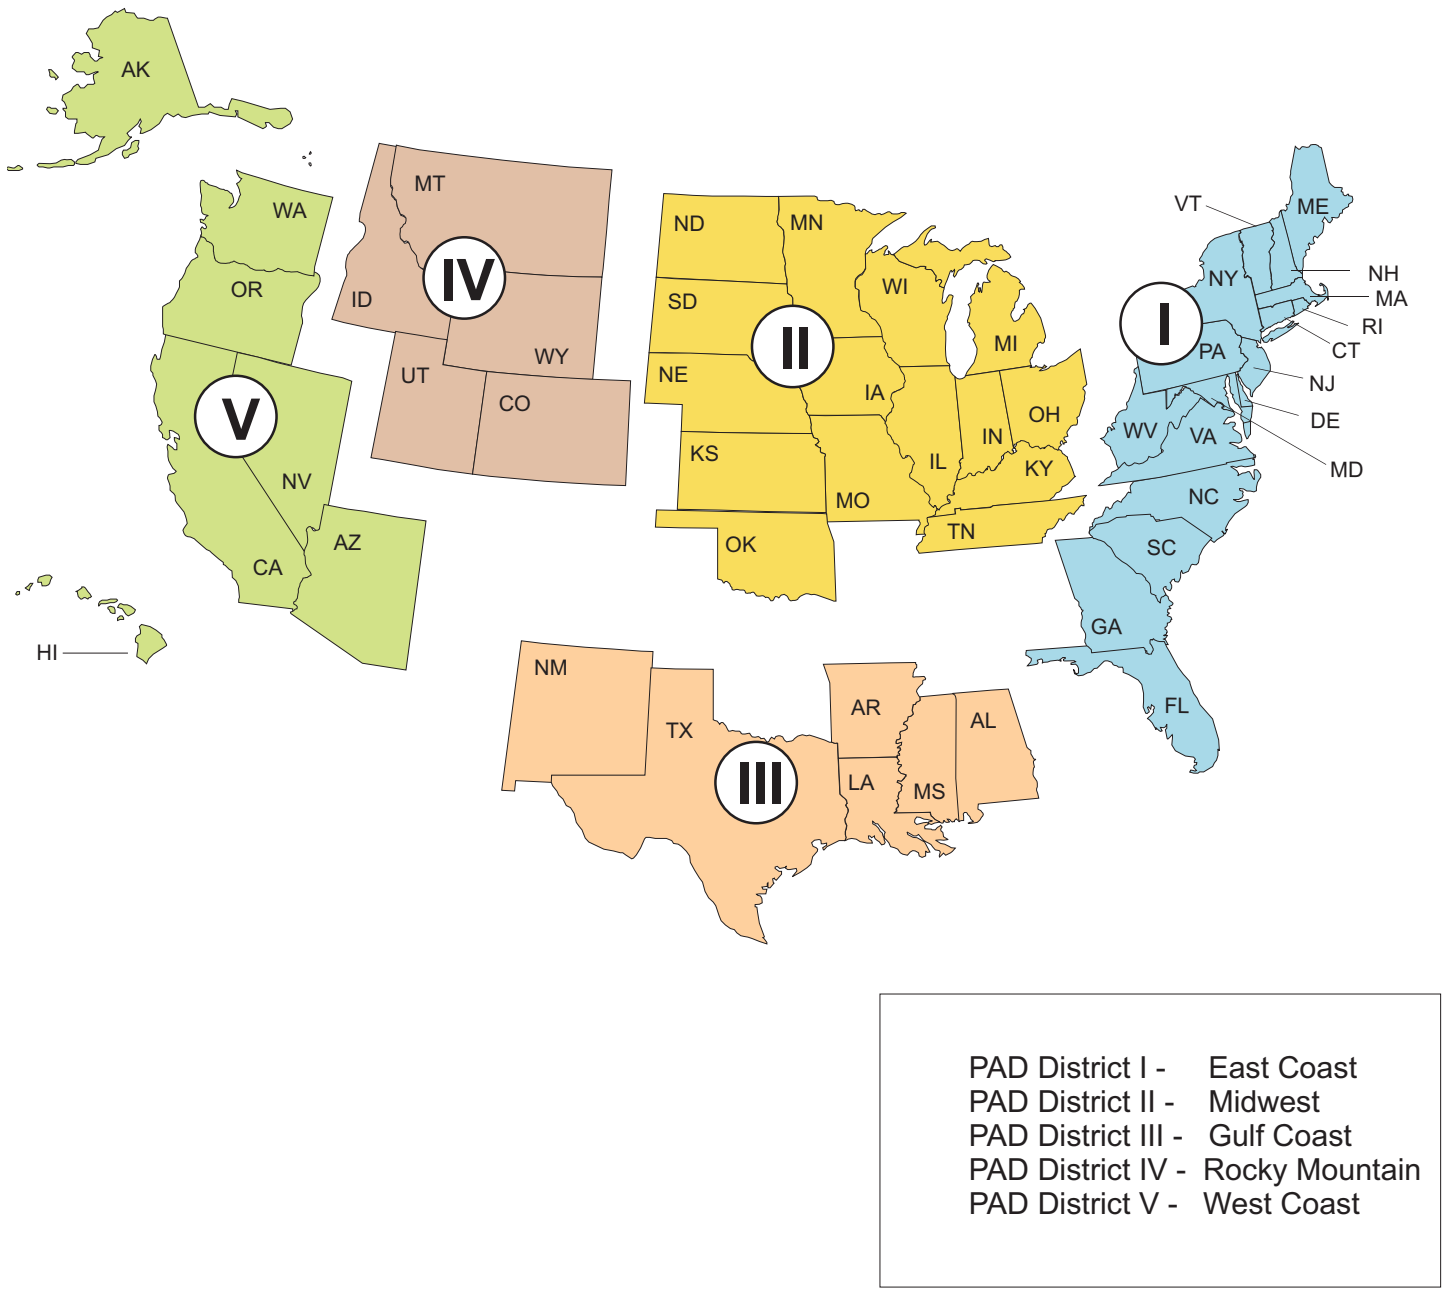 AK
WA
OR
V
NV
CA
AZ
HI
MT
IV
ID
WY
UT
CO
ND
MN
SD
WI
II
MI
NE
IA
OH
IN
IL
KS
KY
MO
TN
OK
NM
TX
III
AR
LA
MS
AL
VT
ME
NY
NH
MA
I
RI
CT
PA
NJ
DE
WV
VA
MD
NC
SC
GA
FL
PAD District I - East Coast
PAD District II - Midwest
PAD District III - Gulf Coast
PAD District IV - Rocky Mountain
PAD District V - West Coast